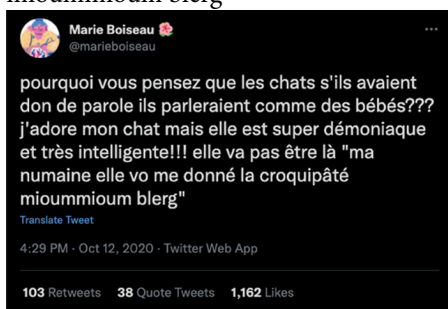 mioummioum blerg
Marie Boiseau 🌺
@marieboiseau
pourquoi vous pensez que les chats s'ils avaient
don de parole ils parleraient comme des bébés???
j'adore mon chat mais elle est super démoniaque
et très intelligente!!! elle va pas être là "ma
numaine elle vo me donné la croquipâté
mioummioum blerg"
Translate Tweet
4:29 PM · Oct 12, 2020 · Twitter Web App
103 Retweets 38 Quote Tweets 1,162 Likes